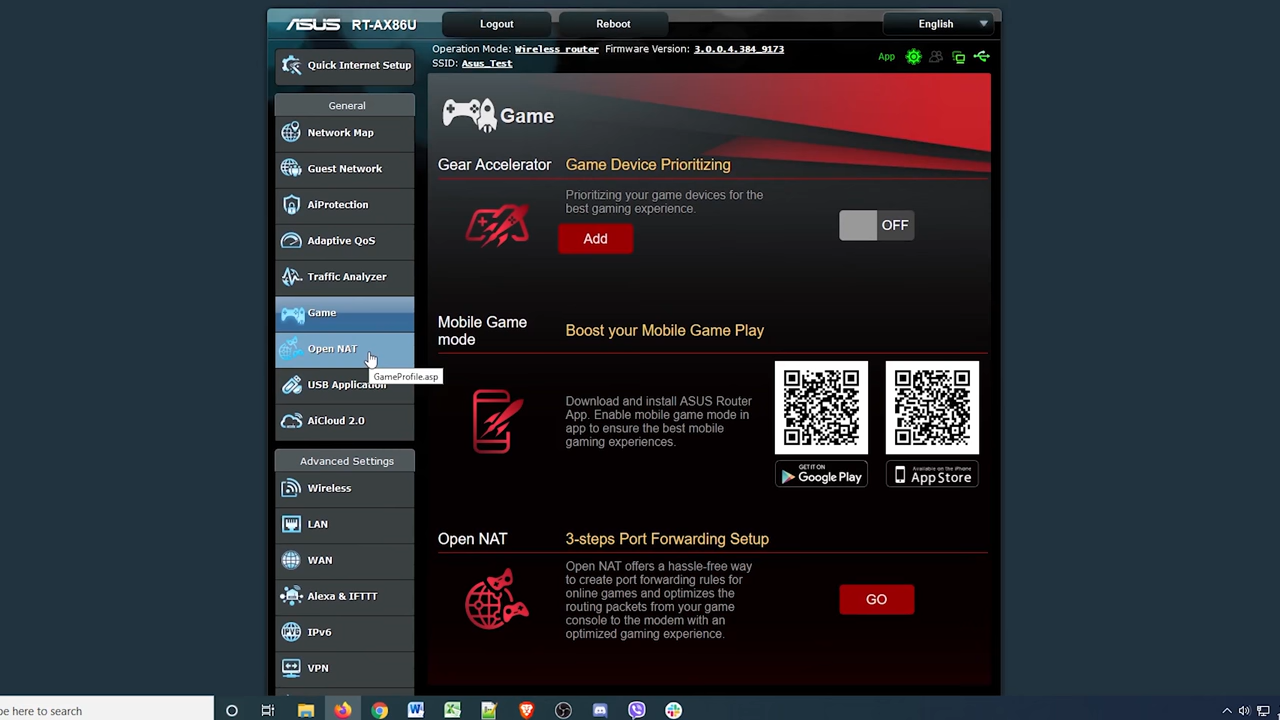 ASUS RT-AX86U
Logout
Reboot
English
Operation Mode: Wireless router Firmware Version: 3.0.0.4.384_9173
SSID: Asus_Test
App
Quick Internet Setup
General
Network Map
Guest Network
AiProtection
Adaptive QoS
Traffic Analyzer
Game
Open NAT
GameProfile.asp
USB Application
AiCloud 2.0
Advanced Settings
Wireless
LAN
WAN
Alexa & IFTTT
IPv6
VPN
Game
Gear Accelerator
Game Device Prioritizing
Prioritizing your game devices for the
best gaming experience.
Add
OFF
Mobile Game
mode
Boost your Mobile Game Play
Download and install ASUS Router
App. Enable mobile game mode in
app to ensure the best mobile
gaming experiences.
GET IT ON
Google Play
Available on the iPhone
App Store
Open NAT
3-steps Port Forwarding Setup
Open NAT offers a hassle-free way
to create port forwarding rules for
online games and optimizes the
routing packets from your game
console to the modem with an
optimized gaming experience.
GO
pe here to search